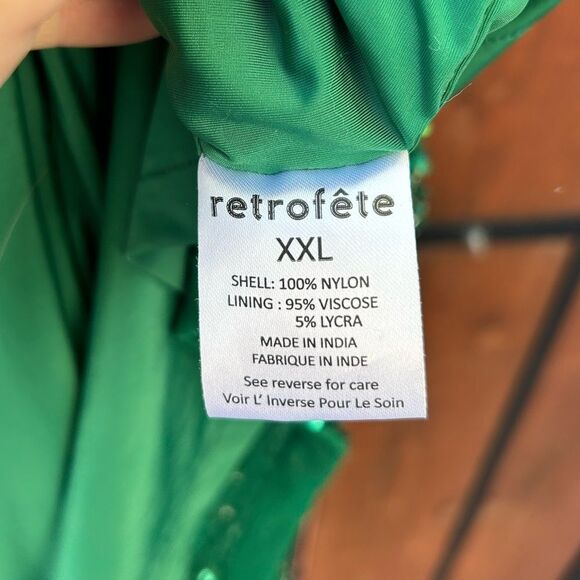 retrofête
XXL
SHELL: 100% NYLON
LINING : 95% VISCOSE
5% LYCRA
MADE IN INDIA
FABRIQUE IN INDE
See reverse for care
Voir L' Inverse Pour Le Soin